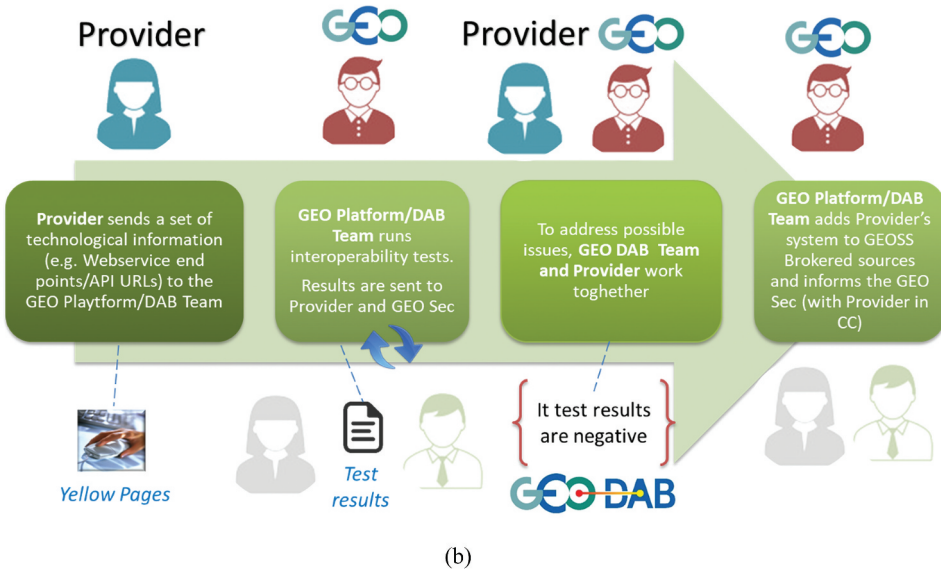 Provider
GEO
Provider
GEO
GEO
Provider sends a set of
technological information
(e.g. Webservice end
points/API URLs) to the
GEO Playtform/DAB Team
GEO Platform/DAB
Team runs
interoperability tests.
Results are sent to
Provider and GEO Sec
To address possible
issues, GEO DAB Team
and Provider work
toghether
GEO Platform/DAB
Team adds Provider's
system to GEOSS
Brokered sources
and informs the GEO
Sec (with Provider in
CC)
Yellow Pages
Test
results
It test results
are negative
GEO DAB
(b)